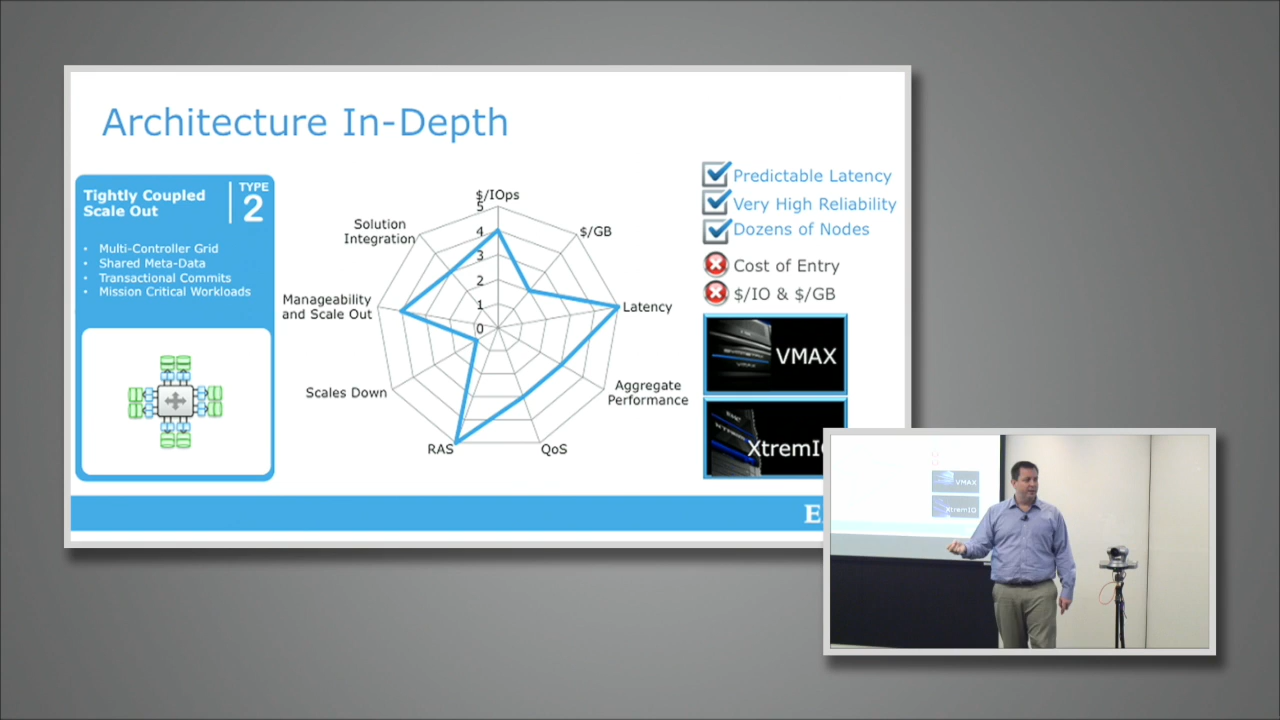 Architecture In-Depth
Tightly Coupled
Scale Out
TYPE
2
• Multi-Controller Grid
• Shared Meta-Data
• Transactional Commits
• Mission Critical Workloads
$/IOps
5
4
3
2
1
0
$/GB
Latency
Aggregate
Performance
QoS
RAS
Scales Down
Manageability
and Scale Out
Solution
Integration
Predictable Latency
Very High Reliability
Dozens of Nodes
Cost of Entry
$/IO & $/GB
VMAX
XtremI
E
VMAX
XtremIO